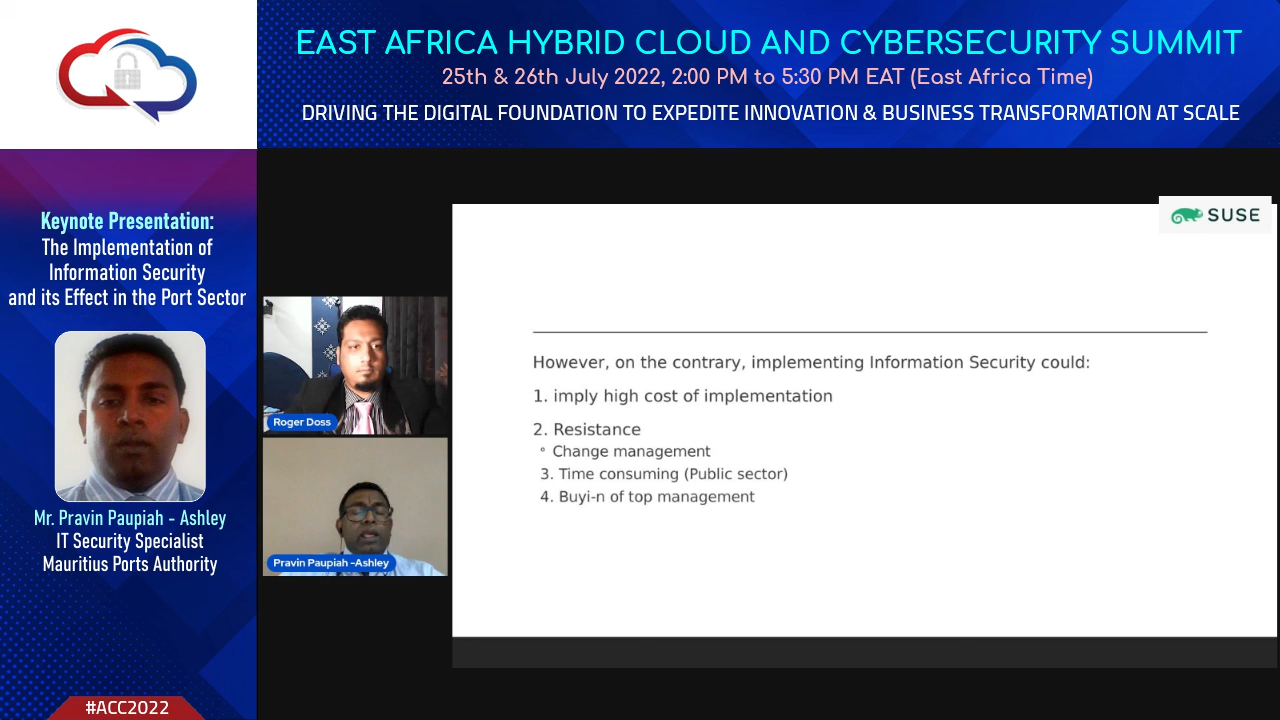 EAST AFRICA HYBRID CLOUD AND CYBERSECURITY SUMMIT
25th & 26th July 2022, 2:00 PM to 5:30 PM EAT (East Africa Time)
DRIVING THE DIGITAL FOUNDATION TO EXPEDITE INNOVATION & BUSINESS TRANSFORMATION AT SCALE
Keynote Presentation:
The Implementation of
Information Security
and its Effect in the Port Sector
Mr. Pravin Paupiah - Ashley
IT Security Specialist
Mauritius Ports Authority
#ACC2022
Roger Doss
Pravin Paupiah -Ashley
SUSE
However, on the contrary, implementing Information Security could:
1. imply high cost of implementation
2. Resistance
° Change management
3. Time consuming (Public sector)
4. Buyi-n of top management